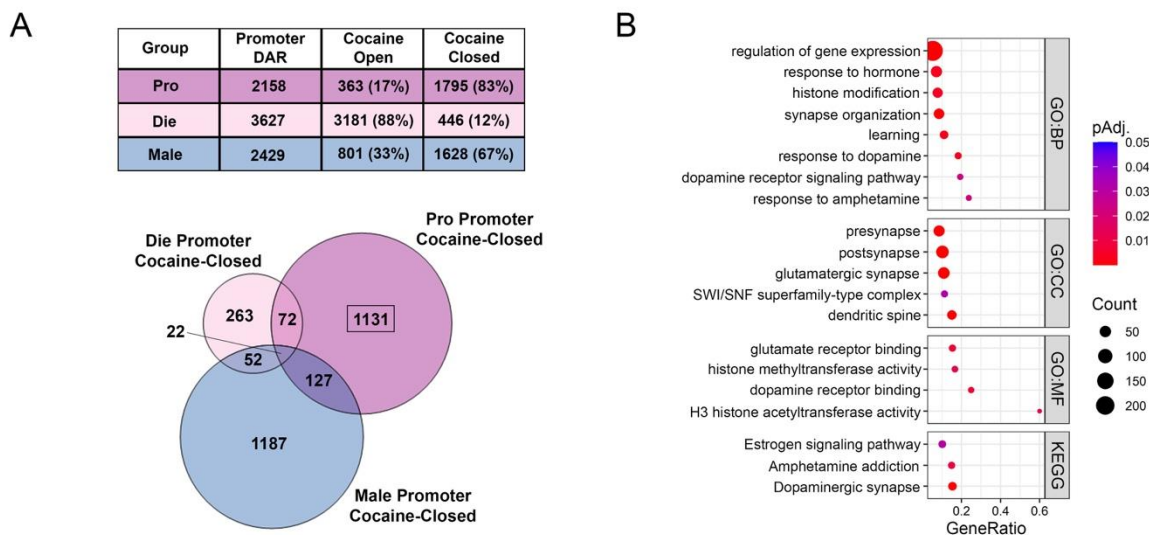 A
Group Promoter DAR Cocaine Open Cocaine Closed
Pro 2158 363 (17%) 1795 (83%)
Die 3627 3181 (88%) 446 (12%)
Male 2429 801 (33%) 1628 (67%)
Pro Promoter
Cocaine-Closed
Die Promoter
Cocaine-Closed
263
72
1131
22
52
127
1187
Male Promoter
Cocaine-Closed
B
regulation of gene expression
response to hormone
histone modification
synapse organization
learning
response to dopamine
dopamine receptor signaling pathway
response to amphetamine
GO:BP
presynapse
postsynapse
glutamatergic synapse
SWI/SNF superfamily-type complex
dendritic spine
GO:CC
glutamate receptor binding
histone methyltransferase activity
dopamine receptor binding
H3 histone acetyltransferase activity
GO:MF
Estrogen signaling pathway
Amphetamine addiction
Dopaminergic synapse
KEGG
0.2 0.4 0.6
GeneRatio
pAdj.
0.05
0.04
0.03
0.02
0.01
Count
50
100
150
200